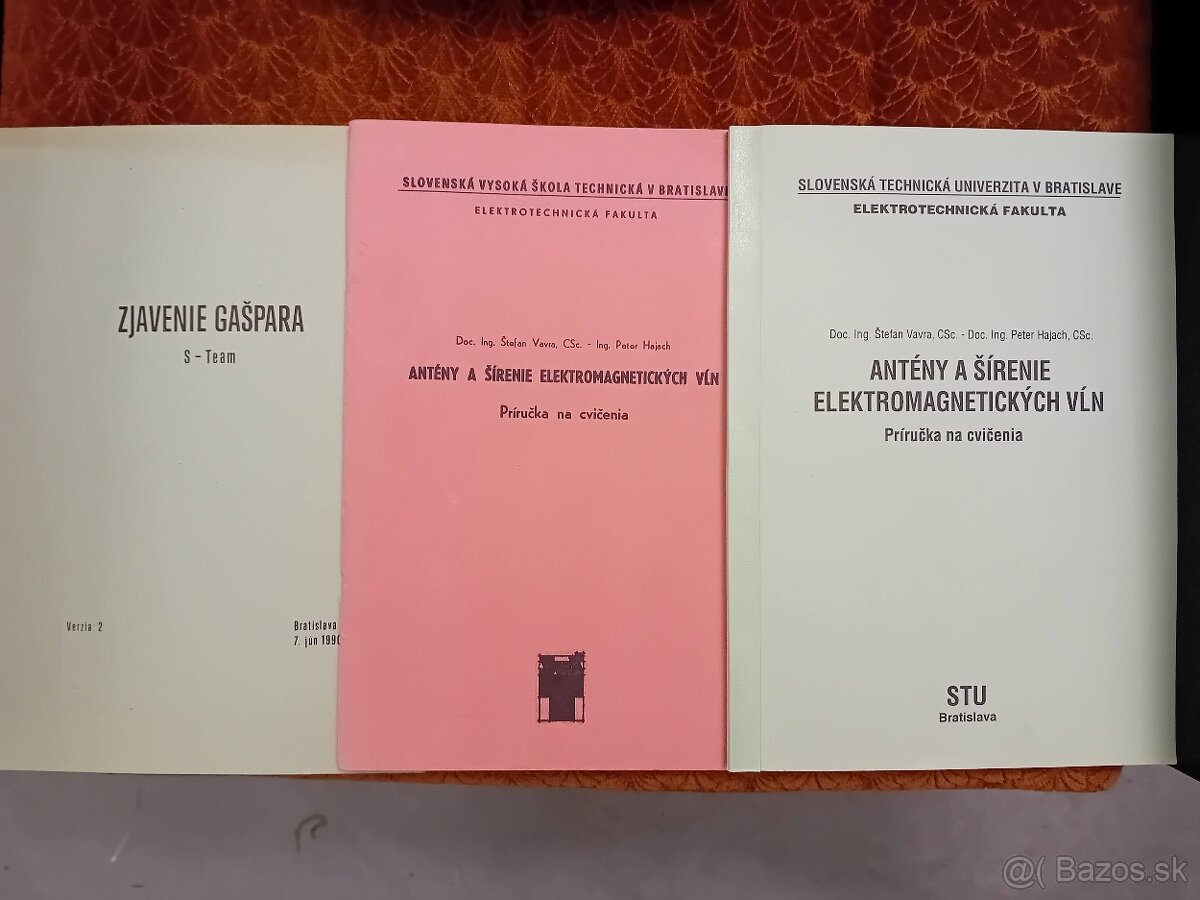 ZJAVENIE GAŠPARA
S - Team
Verzia 2
Bratislava
7. jún 1990
SLOVENSKÁ VYSOKÁ ŠKOLA TECHNICKÁ V BRATISLAVE
ELEKTROTECHNICKÁ FAKULTA
Doc. Ing. Štefan Vavra, CSc. - Ing. Peter Hajach
ANTÉNY A ŠÍRENIE ELEKTROMAGNETICKÝCH VĹN
Príručka na cvičenia
SLOVENSKÁ TECHNICKÁ UNIVERZITA V BRATISLAVE
ELEKTROTECHNICKÁ FAKULTA
Doc. Ing. Štefan Vavra, CSc. - Doc. Ing. Peter Hajach, CSc.
ANTÉNY A ŠÍRENIE
ELEKTROMAGNETICKÝCH VĹN
Príručka na cvičenia
STU
Bratislava
@( Bazos.sk